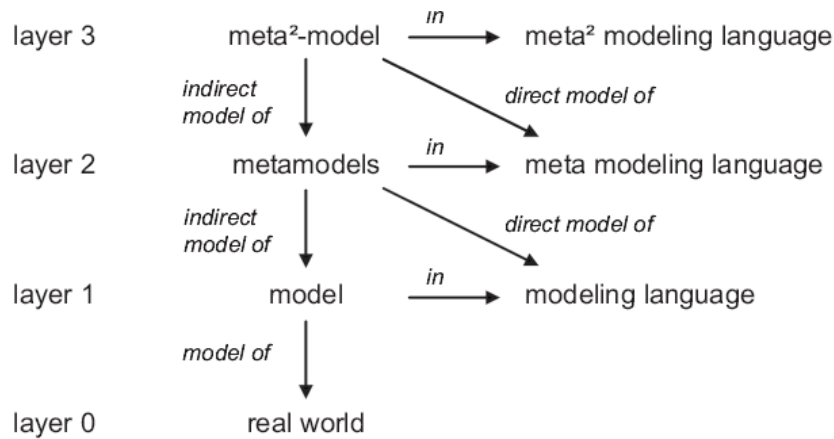 in
layer 3 meta²-model meta² modeling language
indirect
model of
direct model of
in
layer 2 metamodels meta modeling language
indirect
model of
direct model of
in
layer 1 model modeling language
model of
layer 0 real world